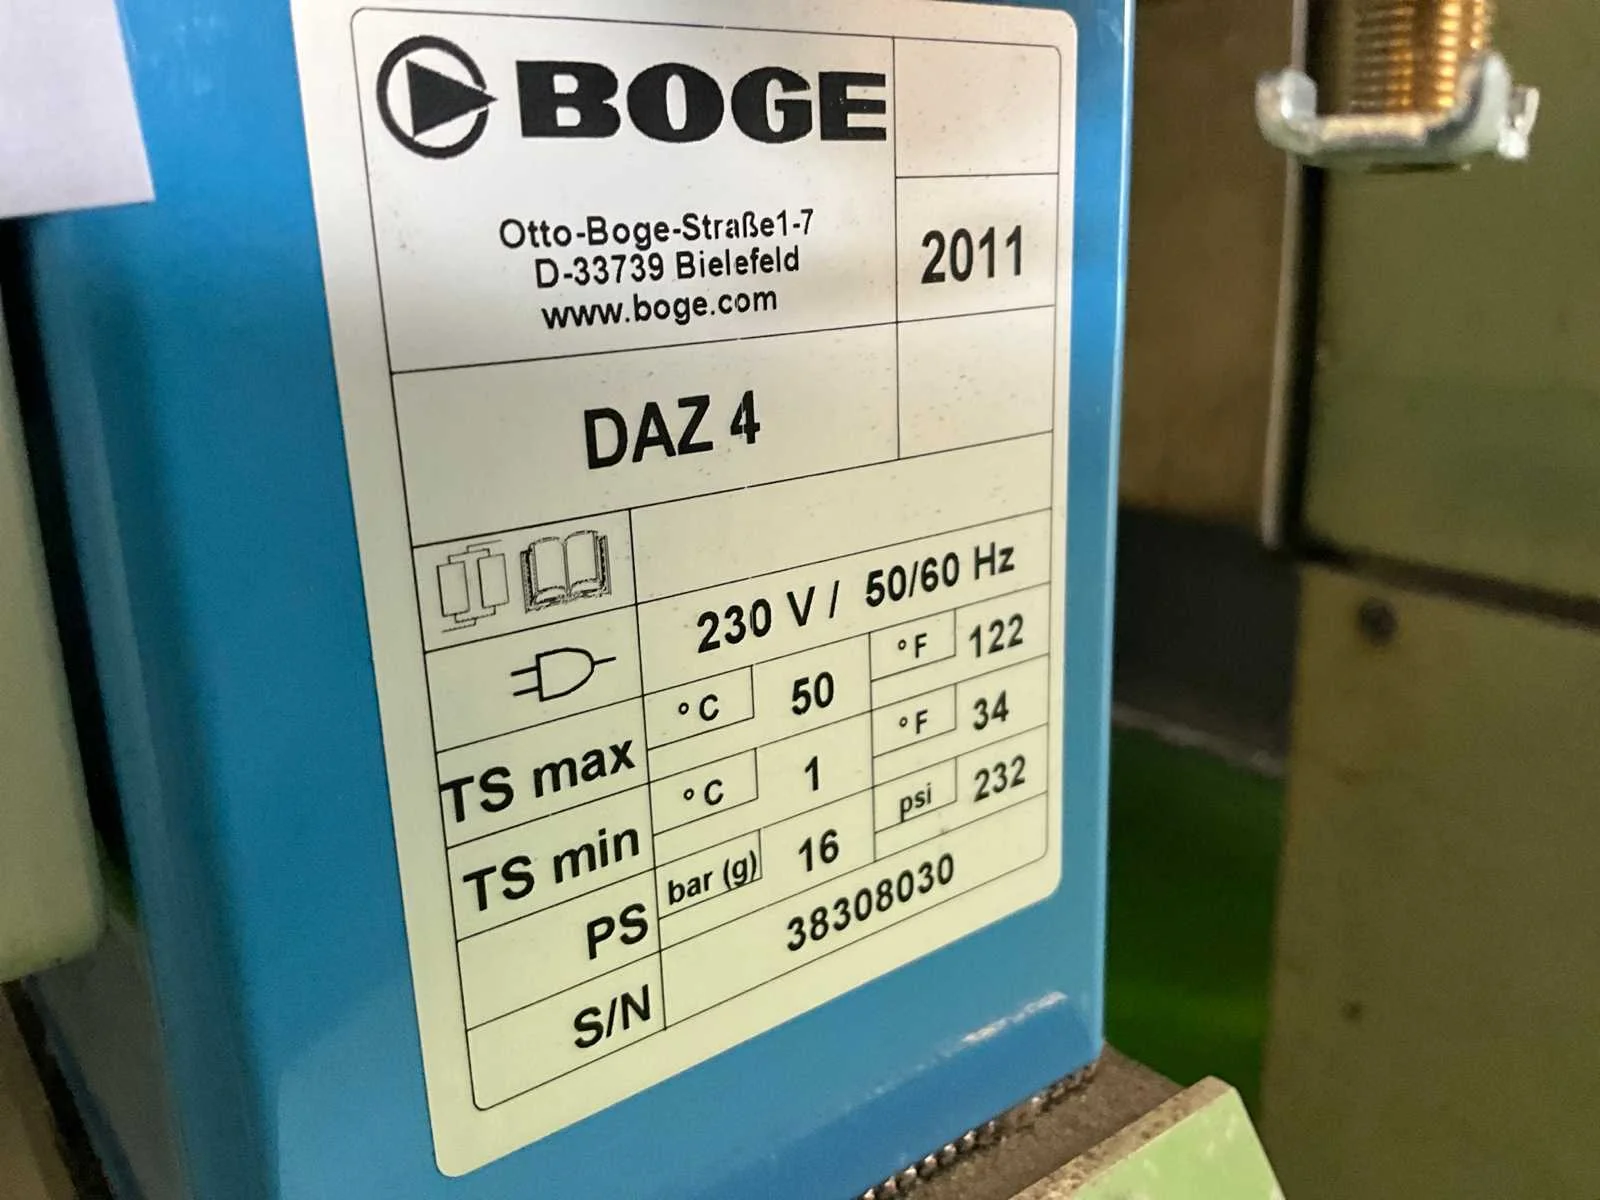 BOGE
Otto-Boge-Straße1-7
D-33739 Bielefeld
www.boge.com
2011
DAZ 4
230 V / 50/60 Hz
TS max °C 50 °F 122
TS min °C 1 °F 34
PS bar (g) 16 psi 232
S/N 38308030